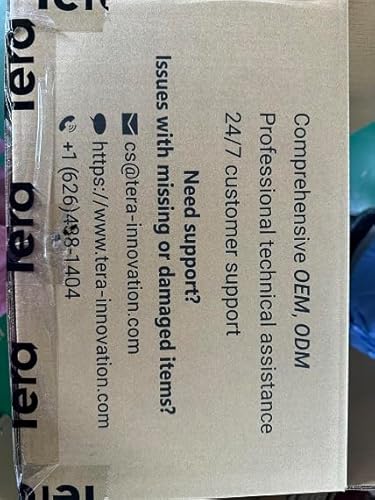 Comprehensive OEM, ODM
Professional technical assistance
24/7 customer support
Need support?
Issues with missing or damaged items?
cs@tera-innovation.com
https://www.tera-innovation.com
+1 (626)438-1404
Tera Tera Tera